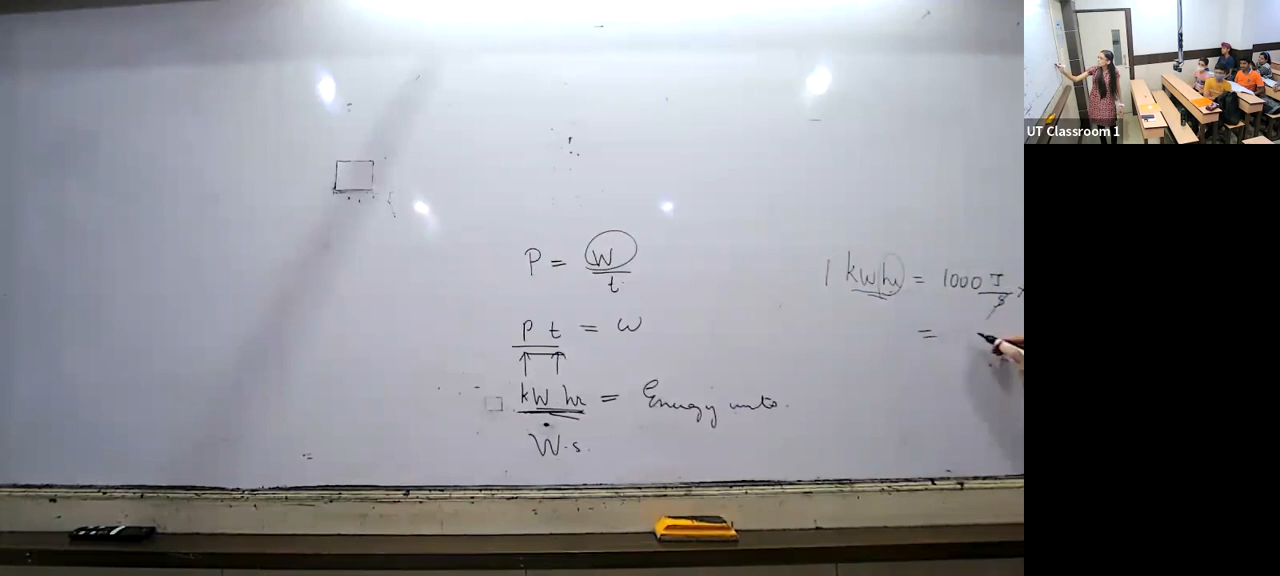 P = W/t
P t = W
kW hr = Energy units.
W.s.
1 kW hr = 1000 J/s ×
=
UT Classroom 1